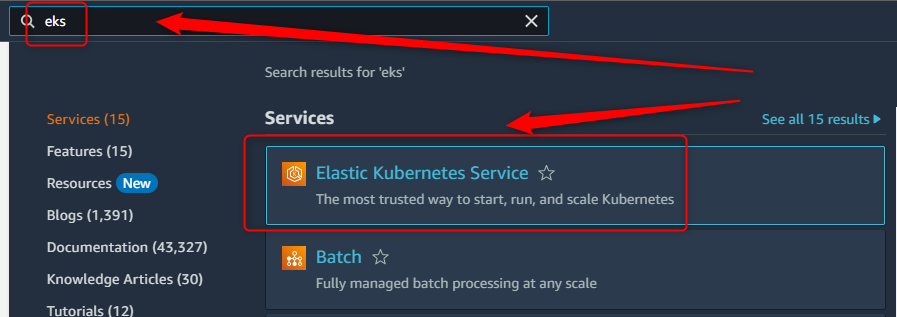 eks
Search results for 'eks'
Services (15)
Features (15)
Resources New
Blogs (1,391)
Documentation (43,327)
Knowledge Articles (30)
Tutorials (12)
Services
See all 15 results
Elastic Kubernetes Service
The most trusted way to start, run, and scale Kubernetes
Batch
Fully managed batch processing at any scale